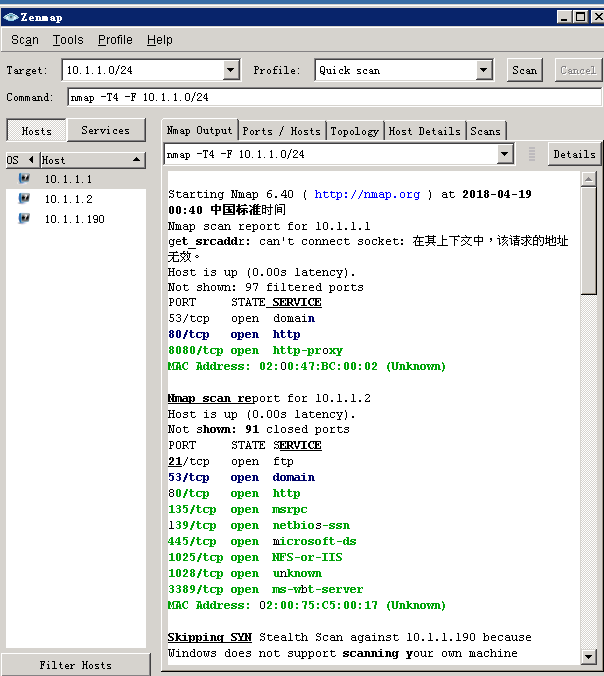 Zenmap
Scan Tools Profile Help
Target: 10.1.1.0/24 Profile: Quick scan Scan Cancel
Command: nmap -T4 -F 10.1.1.0/24
Hosts Services
OS Host
10.1.1.1
10.1.1.2
10.1.1.190
Filter Hosts
Nmap Output Ports / Hosts Topology Host Details Scans
nmap -T4 -F 10.1.1.0/24 Details
Starting Nmap 6.40 ( http://nmap.org ) at 2018-04-19
00:40 中国标准时间
Nmap scan report for 10.1.1.1
get_srcaddr: can't connect socket: 在其上下文中，该请求的地址
无效。
Host is up (0.00s latency).
Not shown: 97 filtered ports
PORT STATE SERVICE
53/tcp open domain
80/tcp open http
8080/tcp open http-proxy
MAC Address: 02:00:47:BC:00:02 (Unknown)
Nmap scan report for 10.1.1.2
Host is up (0.00s latency).
Not shown: 91 closed ports
PORT STATE SERVICE
21/tcp open ftp
53/tcp open domain
80/tcp open http
135/tcp open msrpc
139/tcp open netbios-ssn
445/tcp open microsoft-ds
1025/tcp open NFS-or-IIS
1028/tcp open unknown
3389/tcp open ms-wbt-server
MAC Address: 02:00:75:C5:00:17 (Unknown)
Skipping SYN Stealth Scan against 10.1.1.190 because
Windows does not support scanning your own machine